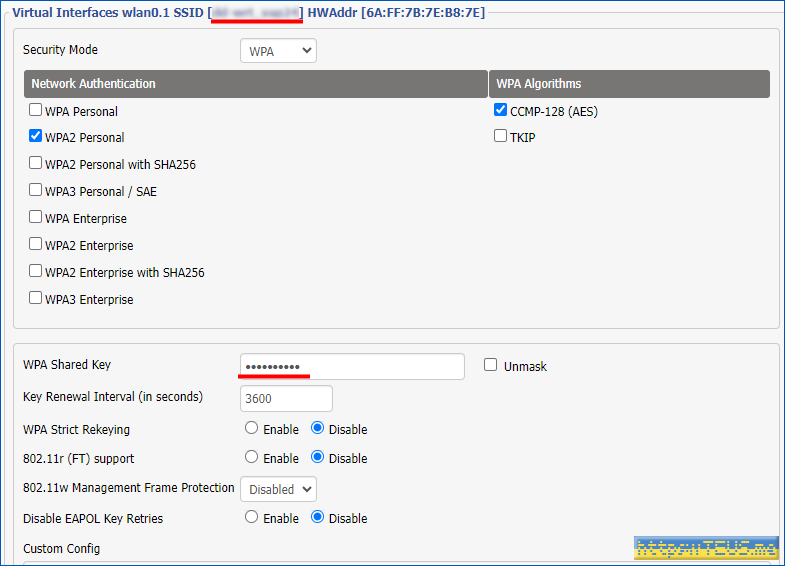 Virtual Interfaces wlan0.1 SSID [] HWAddr [6A:FF:7B:7E:B8:7E]
Security Mode WPA
Network Authentication WPA Algorithms
WPA Personal CCMP-128 (AES)
WPA2 Personal TKIP
WPA2 Personal with SHA256
WPA3 Personal / SAE
WPA Enterprise
WPA2 Enterprise
WPA2 Enterprise with SHA256
WPA3 Enterprise
WPA Shared Key •••••••••• Unmask
Key Renewal Interval (in seconds) 3600
WPA Strict Rekeying Enable Disable
802.11r (FT) support Enable Disable
802.11w Management Frame Protection Disabled
Disable EAPOL Key Retries Enable Disable
Custom Config